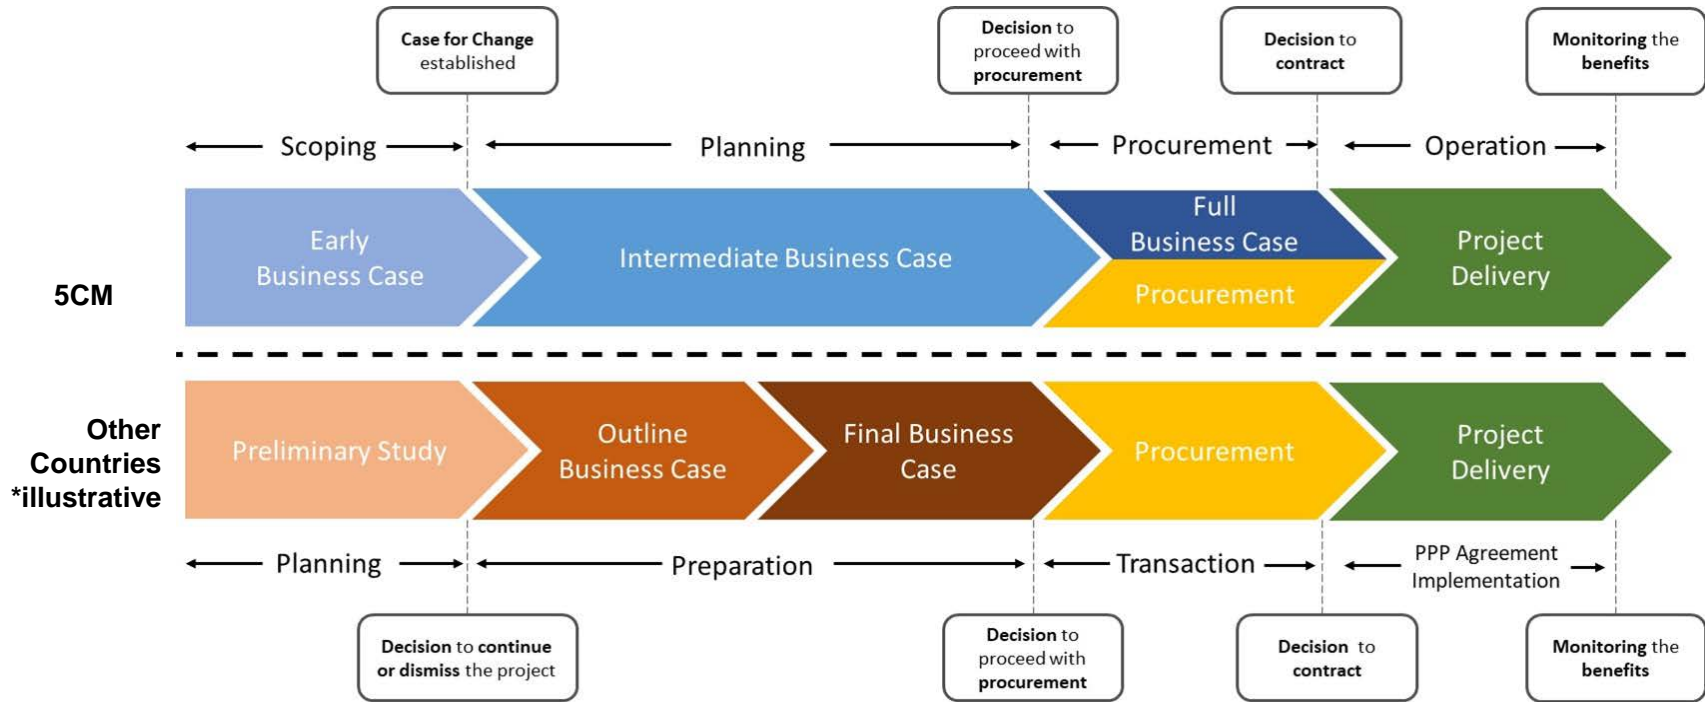 Case for Change
established
Decision to
proceed with
procurement
Decision to
contract
Monitoring the
benefits
Scoping
Planning
Procurement
Operation
5CM
Early
Business Case
Intermediate Business Case
Full
Business Case
Procurement
Project
Delivery
Other
Countries
*illustrative
Preliminary Study
Outline
Business Case
Final Business
Case
Procurement
Project
Delivery
Planning
Preparation
Transaction
PPP Agreement
Implementation
Decision to continue
or dismiss the project
Decision to
proceed with
procurement
Decision to
contract
Monitoring the
benefits